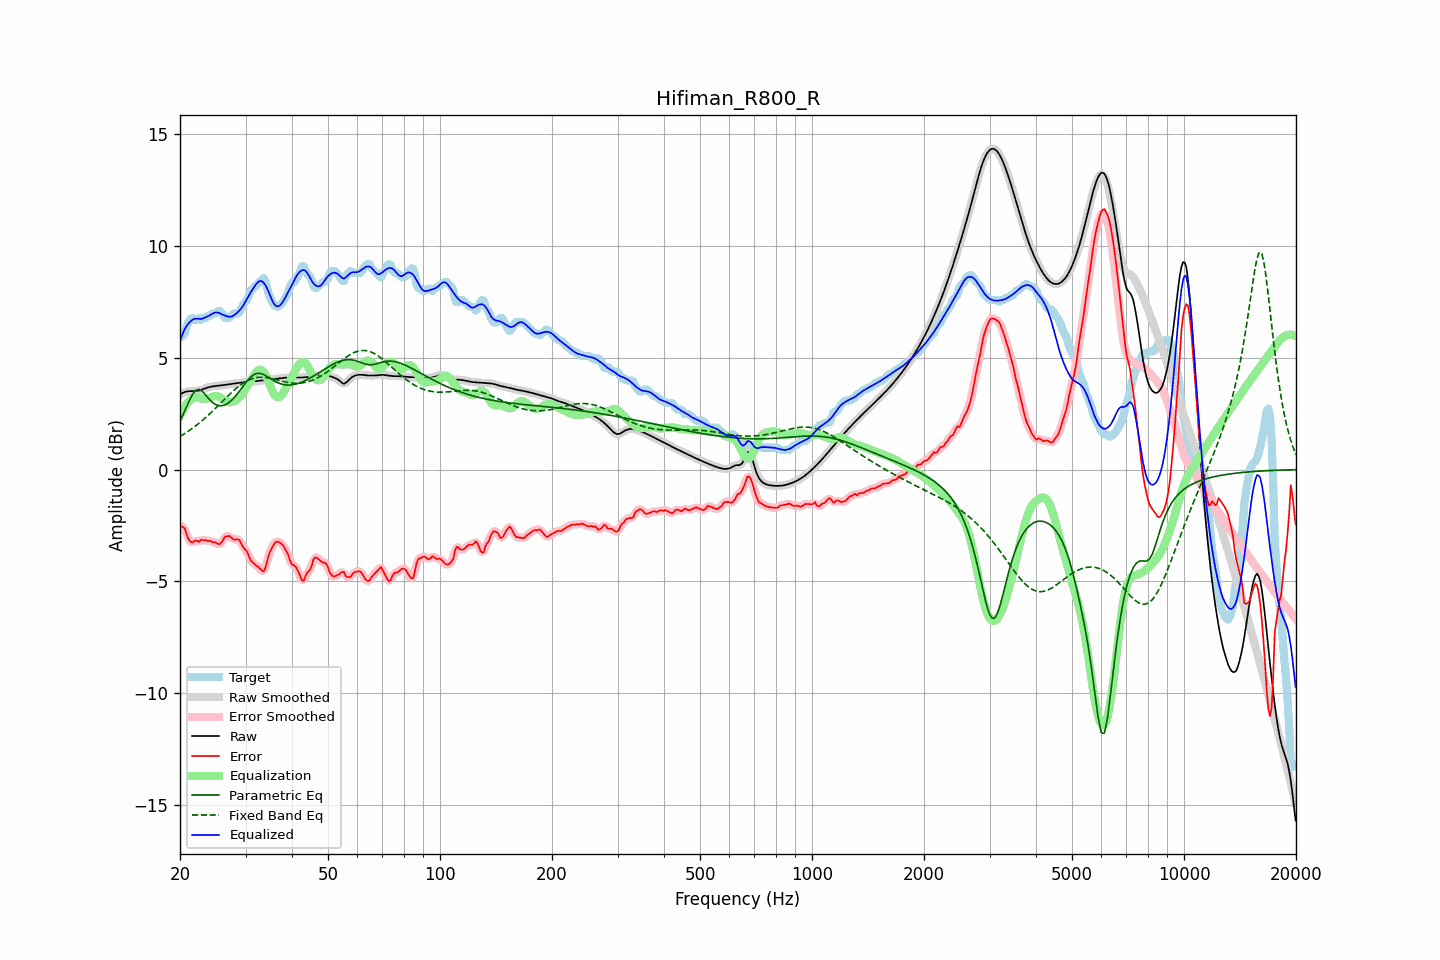 Hifiman_R800_R
15
10
5
0
−5
−10
−15
Amplitude (dBr)
Target
Raw Smoothed
Error Smoothed
Raw
Error
Equalization
Parametric Eq
Fixed Band Eq
Equalized
20 50 100 200 500 1000 2000 5000 10000 20000
Frequency (Hz)